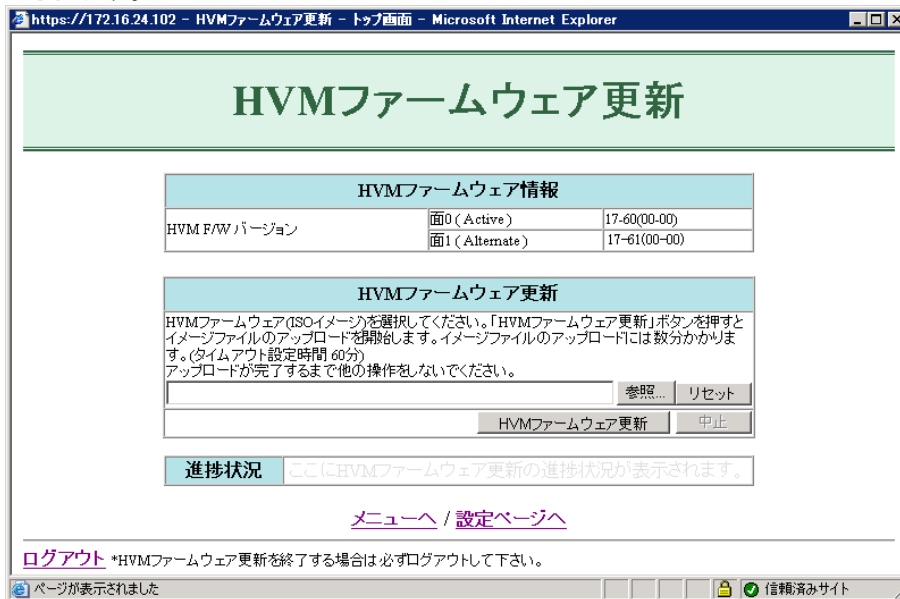 https://172.16.24.102 - HVMファームウェア更新 - トップ画面 - Microsoft Internet Explorer
HVMファームウェア更新
HVMファームウェア情報
HVM F/W バージョン
面0 ( Active )
17-60(00-00)
面1 ( Alternate )
17-61(00-00)
HVMファームウェア更新
HVMファームウェア(ISOイメージ)を選択してください。「HVMファームウェア更新」ボタンを押すと
イメージファイルのアップロードを開始します。イメージファイルのアップロードには数分かかりま
す。(タイムアウト設定時間 60分)
アップロードが完了するまで他の操作をしないでください。
参照... リセット
HVMファームウェア更新 中止
進捗状況 ここにHVMファームウェア更新の進捗状況が表示されます。
メニューへ / 設定ページへ
ログアウト *HVMファームウェア更新を終了する場合は必ずログアウトして下さい。
ページが表示されました 信頼済みサイト